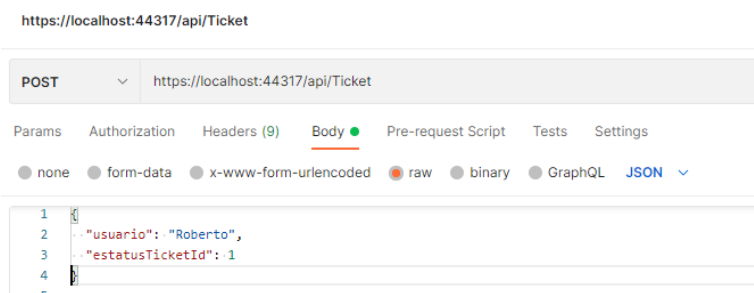 https://localhost:44317/api/Ticket
POST https://localhost:44317/api/Ticket
Params Authorization Headers (9) Body Pre-request Script Tests Settings
none form-data x-www-form-urlencoded raw binary GraphQL JSON
1 {
2 "usuario": "Roberto",
3 "estatusTicketId": 1
4 }
5